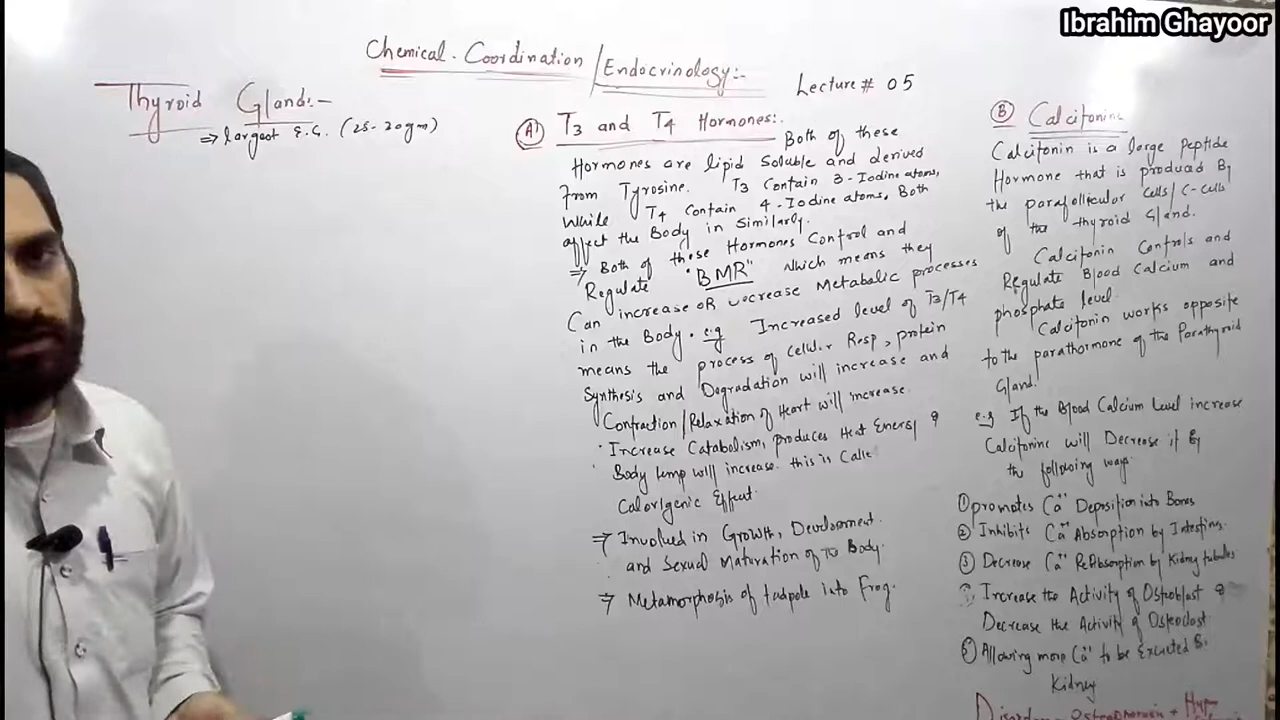 Ibrahim Ghayoor
Chemical. Coordination / Endocrinology:-
Lecture# 05
Thyroid Gland:-
⇒ largest E.G. (25-30gm)
(A) T3 and T4 Hormones:.
Both of these
Hormones are lipid Soluble and derived
From Tyrosine. T3 Contain 3-Iodine atoms,
While T4 Contain 4-Iodine atoms, Both
affect the Body in Similarly.
⇒ Both of these Hormones Control and
Regulate "BMR" Which means they
Can increase OR decrease Metabolic processes
in the Body. e.g Increased level of T3/T4
means the process of Cellular Resp, protein
Synthesis and Degradation will increase and
Contraction/Relaxation of Heart will increase.
· Increase Catabolism, produces Heat Energy &
Body temp will increase. this is Calle
Calorigenic Effect.
⇒ Involved in Growth, Development.
and Sexual Maturation of The Body.
⇒ Metamorphosis of tadpole into Frog.
(B) Calcitonin
Calcitonin is a large peptide
Hormone that is produced By
the parafollicular Cells/C-cells
of the thyroid Gland.
Calcitonin Controls and
Regulate Blood Calcium and
phosphate level.
Calcitonin works opposite
to the parathormone of the Parathyroid
Gland.
e.g If the Blood Calcium Level increase
Calcitonine will Decrease it By
the following ways.
① promotes Ca++ Deposition into Bones
② Inhibits Ca++ Absorption by Intestins.
③ Decrease Ca++ ReAbsorption by Kidney tubules
Increase the Activity of Osteoblast &
Decrease the Activity of Osteoclast.
⑤ Allowing more Ca++ to be Excreted By
Kidney